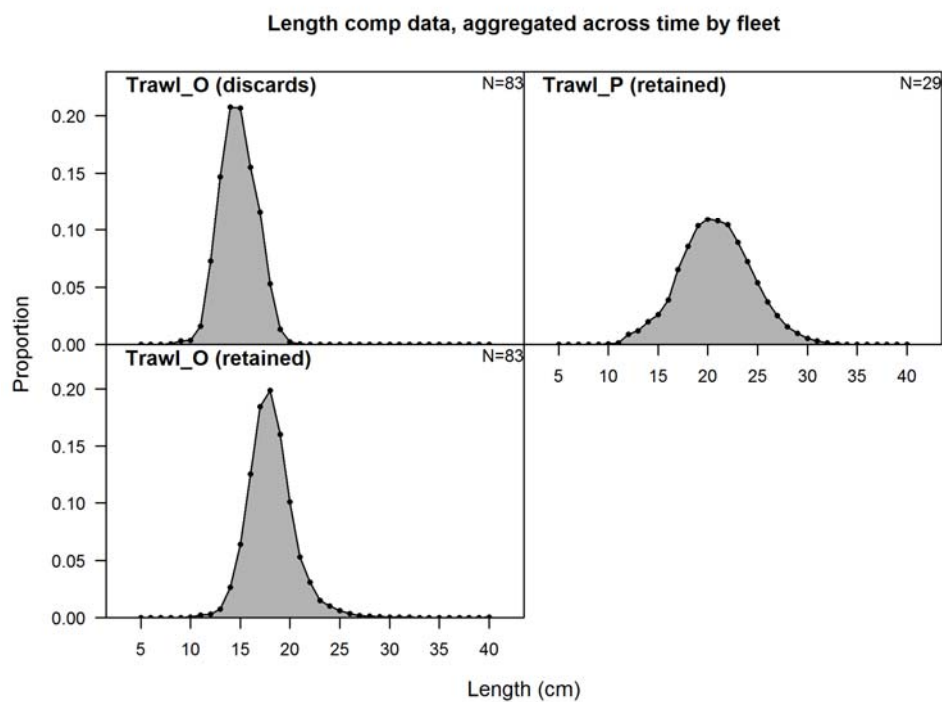 Length comp data, aggregated across time by fleet
Trawl_O (discards) N=83
Trawl_P (retained) N=29
0.20
0.15
0.10
0.05
0.00
5 10 15 20 25 30 35 40
Trawl_O (retained) N=83
0.20
0.15
0.10
0.05
0.00
5 10 15 20 25 30 35 40
Proportion
Length (cm)